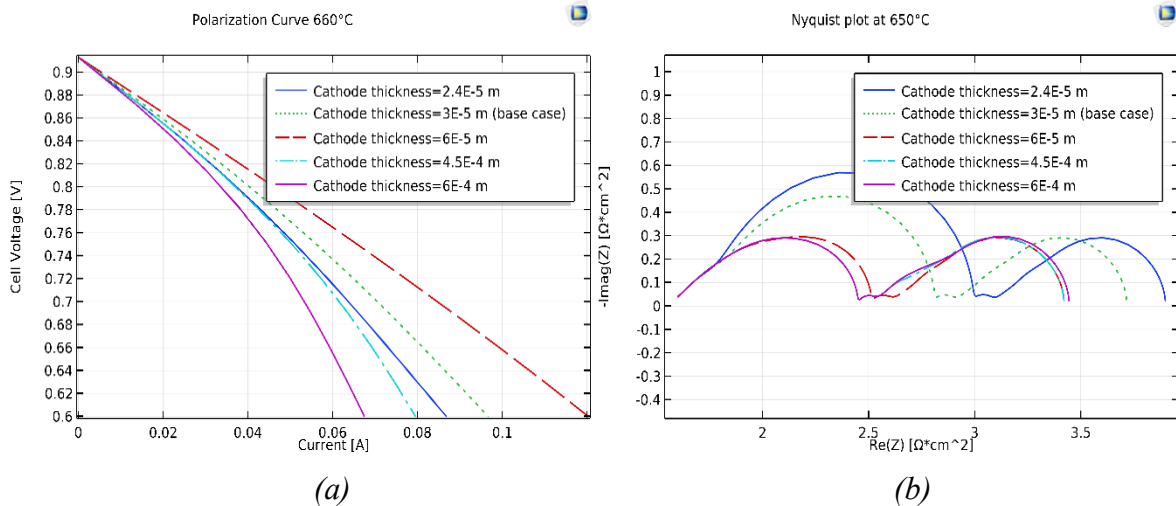 Polarization Curve 660°C
Cell Voltage [V]
0.9
0.88
0.86
0.84
0.82
0.8
0.78
0.76
0.74
0.72
0.7
0.68
0.66
0.64
0.62
0.6
Cathode thickness=2.4E-5 m
Cathode thickness=3E-5 m (base case)
Cathode thickness=6E-5 m
Cathode thickness=4.5E-4 m
Cathode thickness=6E-4 m
0 0.02 0.04 0.06 0.08 0.1
Current [A]
(a)
Nyquist plot at 650°C
-Imag(Z) [Ω*cm^2]
1
0.9
0.8
0.7
0.6
0.5
0.4
0.3
0.2
0.1
0
-0.1
-0.2
-0.3
-0.4
Cathode thickness=2.4E-5 m
Cathode thickness=3E-5 m (base case)
Cathode thickness=6E-5 m
Cathode thickness=4.5E-4 m
Cathode thickness=6E-4 m
2 2.5 3 3.5
Re(Z) [Ω*cm^2]
(b)